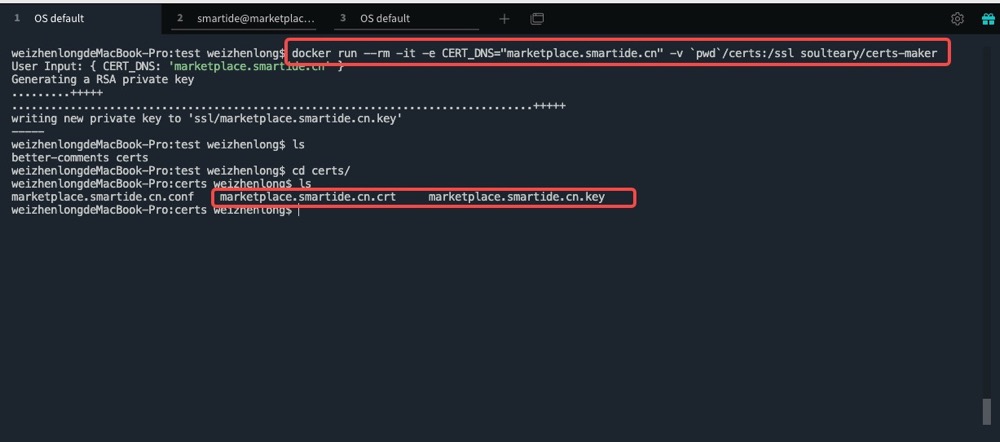 1 OS default 2 smartide@marketplac... 3 OS default
weizhenlongdeMacBook-Pro:test weizhenlong$ docker run --rm -it -e CERT_DNS="marketplace.smartide.cn" -v `pwd`/certs:/ssl soulteary/certs-maker
User Input: { CERT_DNS: 'marketplace.smartide.cn' }
Generating a RSA private key
.........+++++
................................................................................+++++
writing new private key to 'ssl/marketplace.smartide.cn.key'
-----
weizhenlongdeMacBook-Pro:test weizhenlong$ ls
better-comments certs
weizhenlongdeMacBook-Pro:test weizhenlong$ cd certs/
weizhenlongdeMacBook-Pro:certs weizhenlong$ ls
marketplace.smartide.cn.conf marketplace.smartide.cn.crt marketplace.smartide.cn.key
weizhenlongdeMacBook-Pro:certs weizhenlong$